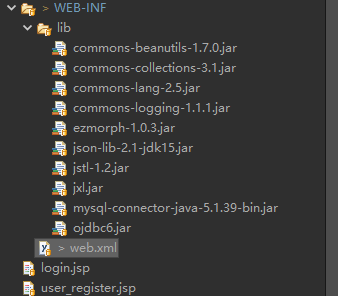 > WEB-INF
lib
commons-beanutils-1.7.0.jar
commons-collections-3.1.jar
commons-lang-2.5.jar
commons-logging-1.1.1.jar
ezmorph-1.0.3.jar
json-lib-2.1-jdk15.jar
jstl-1.2.jar
jxl.jar
mysql-connector-java-5.1.39-bin.jar
ojdbc6.jar
> web.xml
login.jsp
user_register.jsp